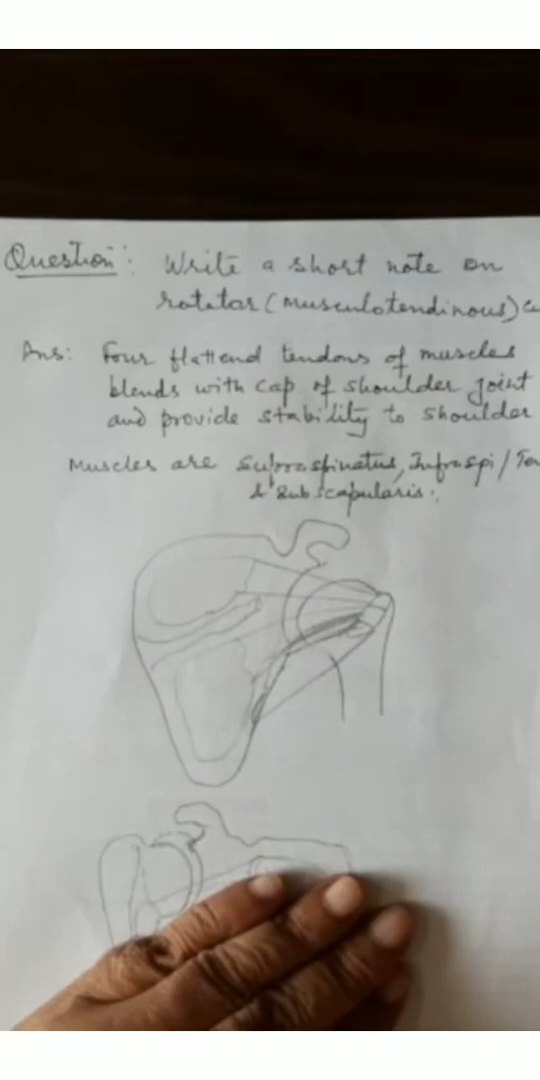 Question: Write a short note on
rotator (Musculotendinous) cu
Ans: Four flattend tendons of muscles
blends with cap of shoulder joint
and provide stability to shoulder
Muscles are Supraspinatus, Infraspi/Te
& Subscapularis.